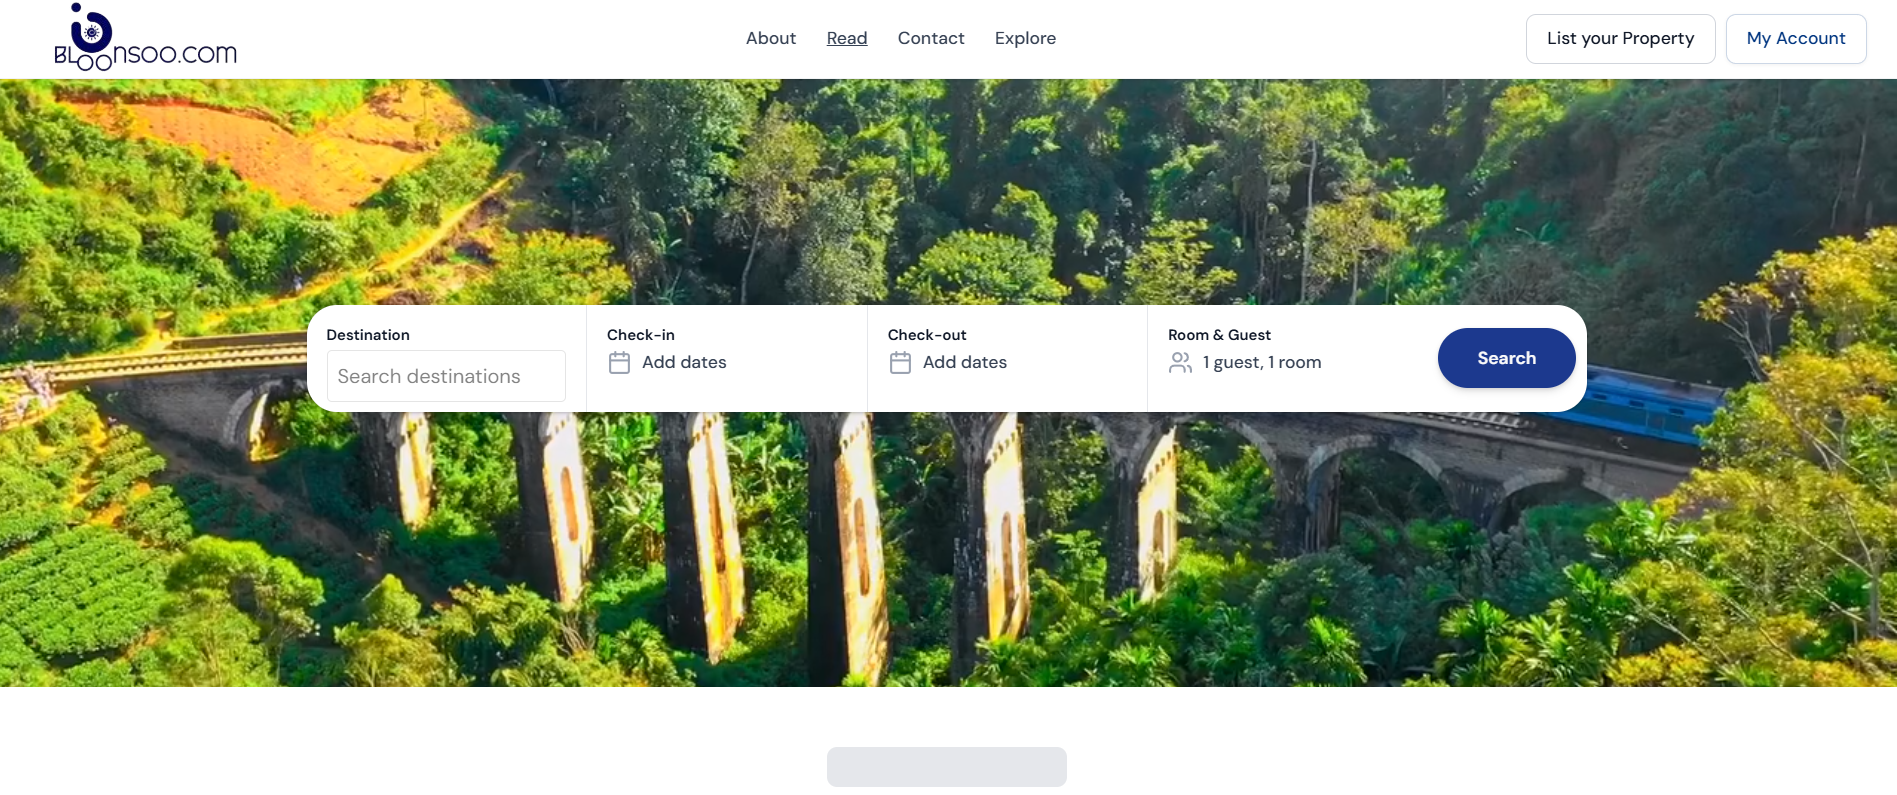 BLOONSOO.COM
About
Read
Contact
Explore
List your Property
My Account
Destination
Search destinations
Check-in
Add dates
Check-out
Add dates
Room & Guest
1 guest, 1 room
Search